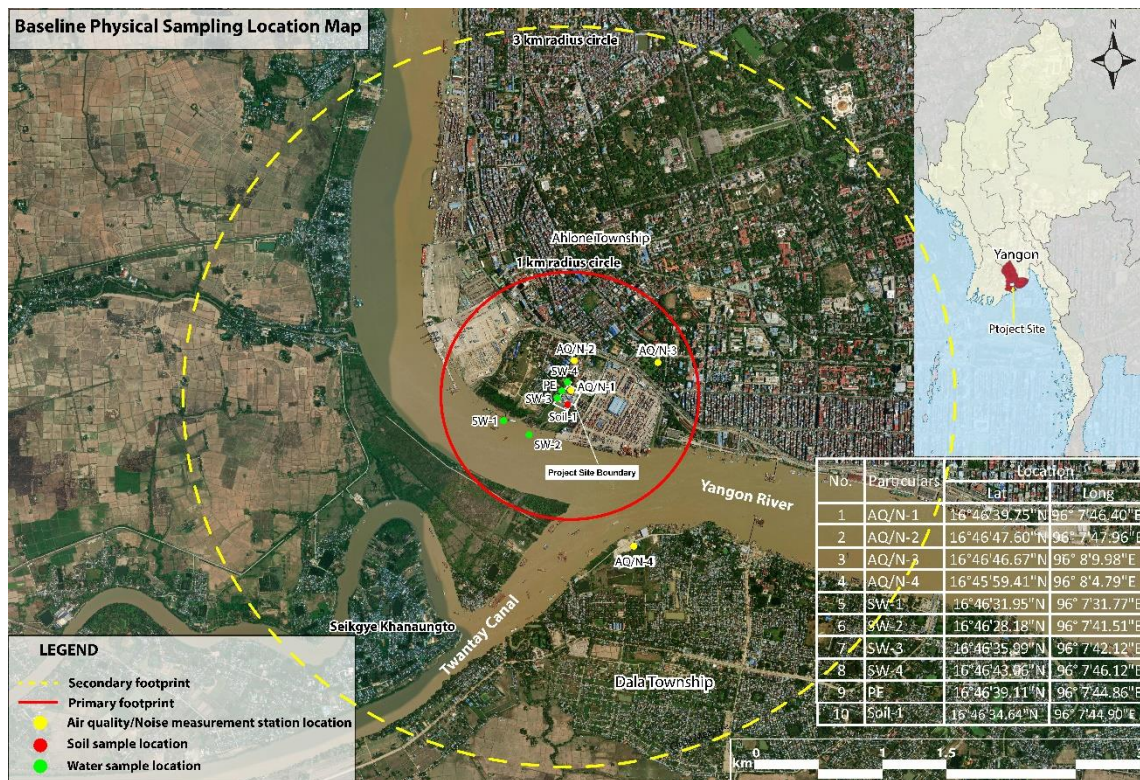 Baseline Physical Sampling Location Map
3 km radius circle
N
Yangon
Ptoject Site
Ahlone Township
1 km radius circle
AQ/N-2
AQ/N-3
SW-4
PE
AQ/N-1
SW-3
Soil-1
SW-1
SW-2
Project Site Boundary
Yangon River
AQ/N-4
Twantay Canal
Seikgye Khanaungto
Dala Township
LEGEND
Secondary footprint
Primary footprint
Air quality/Noise measurement station location
Soil sample location
Water sample location
No. Particulars Location
Lat Long
1 AQ/N-1 16°46'39.75"N 96° 7'46.40"E
2 AQ/N-2 16°46'47.60"N 96° 7'47.96"E
3 AQ/N-3 16°46'46.67"N 96° 8'9.98"E
4 AQ/N-4 16°45'59.41"N 96° 8'4.79"E
5 SW-1 16°46'31.95"N 96° 7'31.77"E
6 SW-2 16°46'28.18"N 96° 7'41.51"E
7 SW-3 16°46'35.99"N 96° 7'42.12"E
8 SW-4 16°46'43.06"N 96° 7'46.12"E
9 PE 16°46'39.11"N 96° 7'44.86"E
10 Soil-1 16°46'34.64"N 96° 7'44.90"E
0 1 1.5
km